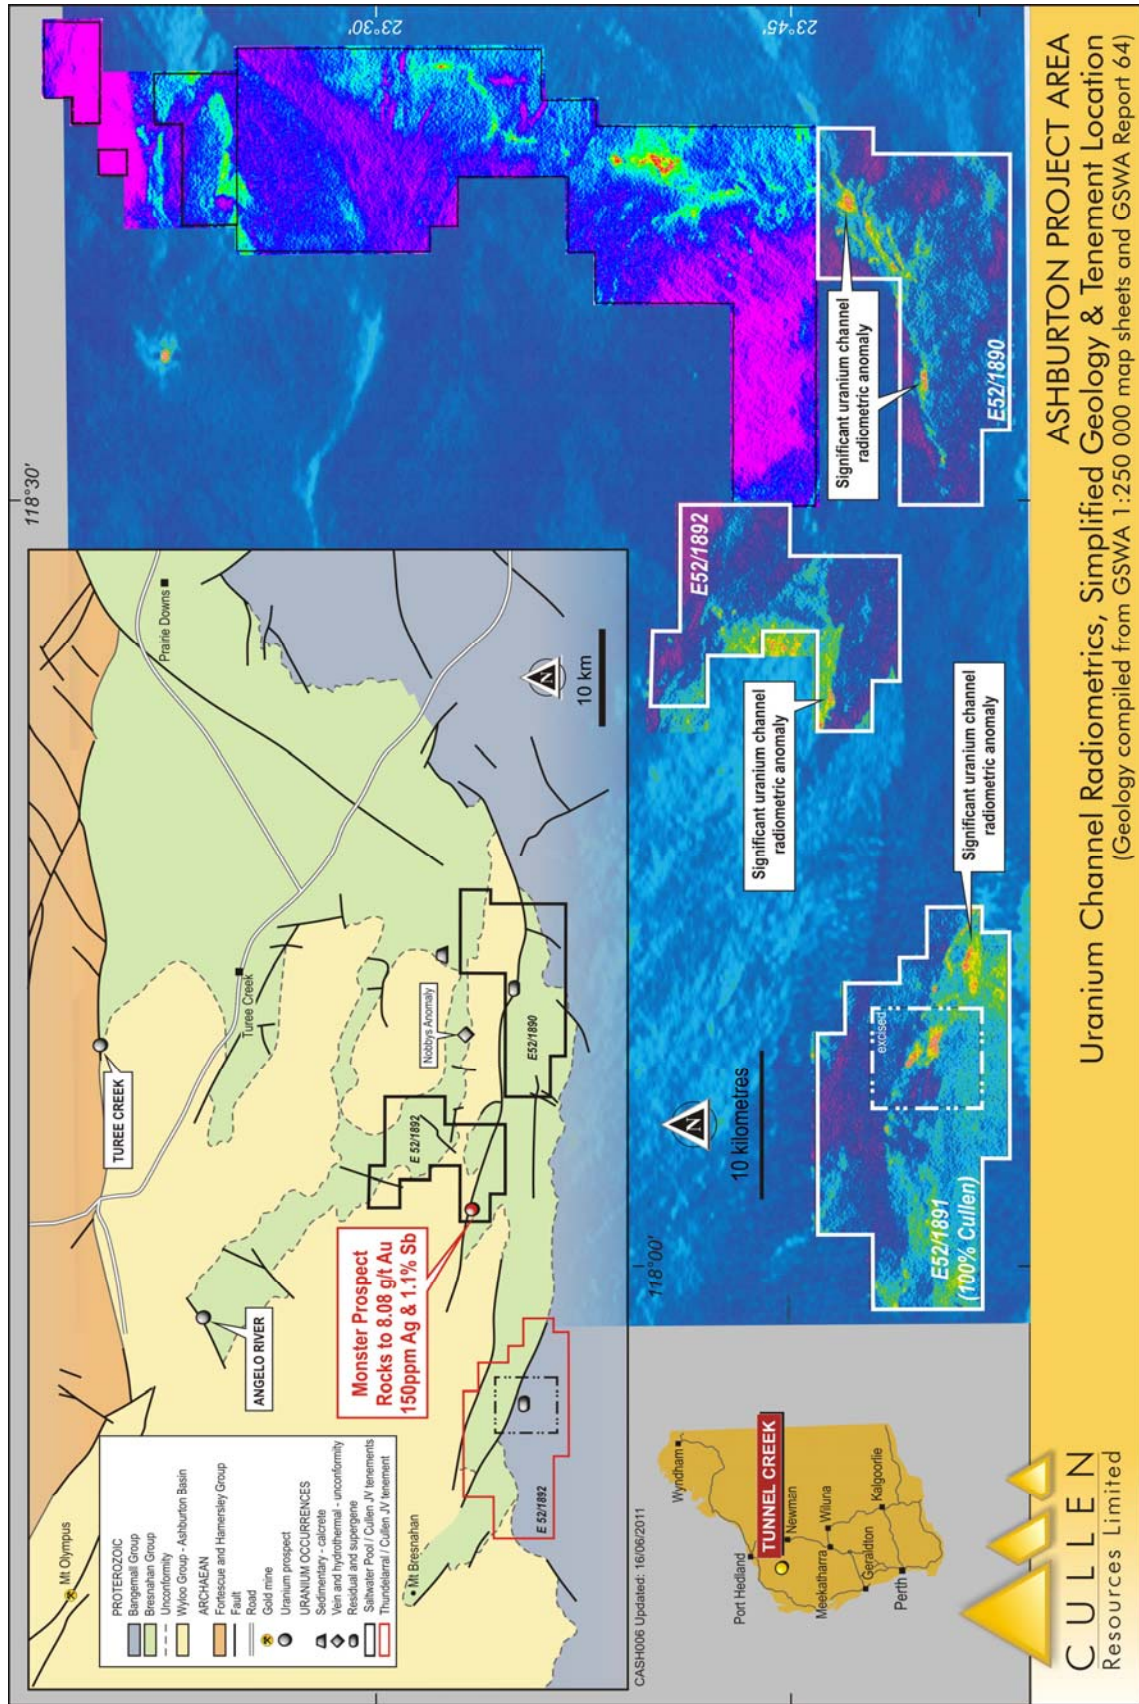 118°30'
23°30'
23°45'
118°00'
Mt Olympus
PROTEROZOIC
Bangemall Group
Bresnahan Group
Unconformity
Wyloo Group - Ashburton Basin
ARCHAEAN
Fortescue and Hamersley Group
Fault
Road
Gold mine
Uranium prospect
URANIUM OCCURRENCES
Sedimentary - calcrete
Vein and hydrothermal - unconformity
Residual and supergene
Saltwater Pool / Cullen JV tenements
Thundelarral / Cullen JV tenement
TUREE CREEK
Prairie Downs
Turee Creek
ANGELO RIVER
Nobbys Anomaly
Monster Prospect
Rocks to 8.08 g/t Au
150ppm Ag & 1.1% Sb
E 52/1892
E52/1890
Mt Bresnahan
E 52/1892
N
10 km
CASH006 Updated: 16/06/2011
E52/1892
Significant uranium channel
radiometric anomaly
Significant uranium channel
radiometric anomaly
E52/1890
Significant uranium channel
radiometric anomaly
N
10 kilometres
excised
E52/1891
(100% Cullen)
Wyndham
Port Hedland
TUNNEL CREEK
Newman
Wiluna
Meekatharra
Kalgoorlie
Geraldton
Perth
CULLEN
Resources Limited
ASHBURTON PROJECT AREA
Uranium Channel Radiometrics, Simplified Geology & Tenement Location
(Geology compiled from GSWA 1:250 000 map sheets and GSWA Report 64)